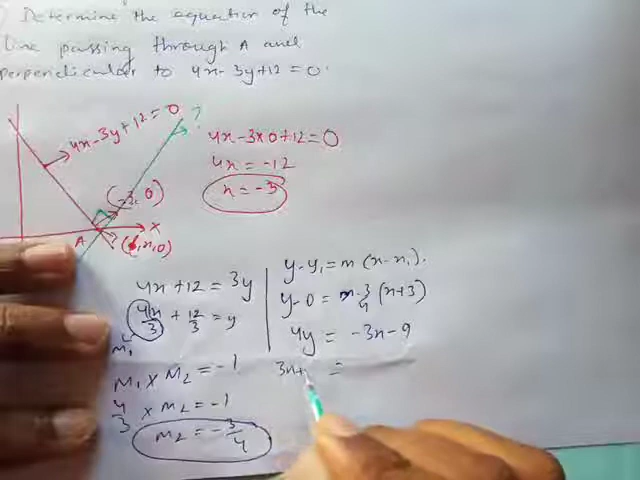 Determine the equation of the
line passing through A and
perpendicular to 4x-3y+12=0.
4x-3y+12=0
?
4x-3x0+12=0
4x=-12
x=-3
(-3,0)
x
A
(x,0)
4x+12=3y
4x/3 + 12/3 = y
m₁
m₁ x m₂ = -1
4/3 x m₂ = -1
m₂ = -3/4
y-y₁=m(x-x₁).
y-0=-3/4(x+3)
4y = -3x-9
3x+ =